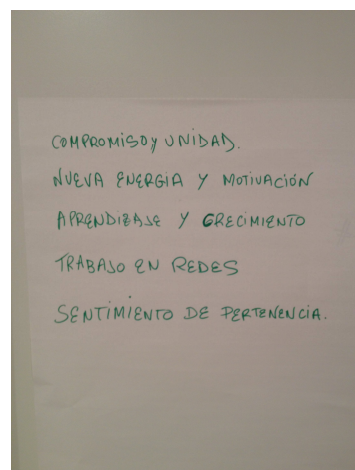 COMPROMISO y UNIDAD.
NUEVA ENERGIA Y MOTIVACIÓN
APRENDIZAJE Y CRECIMIENTO
TRABAJO EN REDES
SENTIMIENTO DE PERTENENCIA.